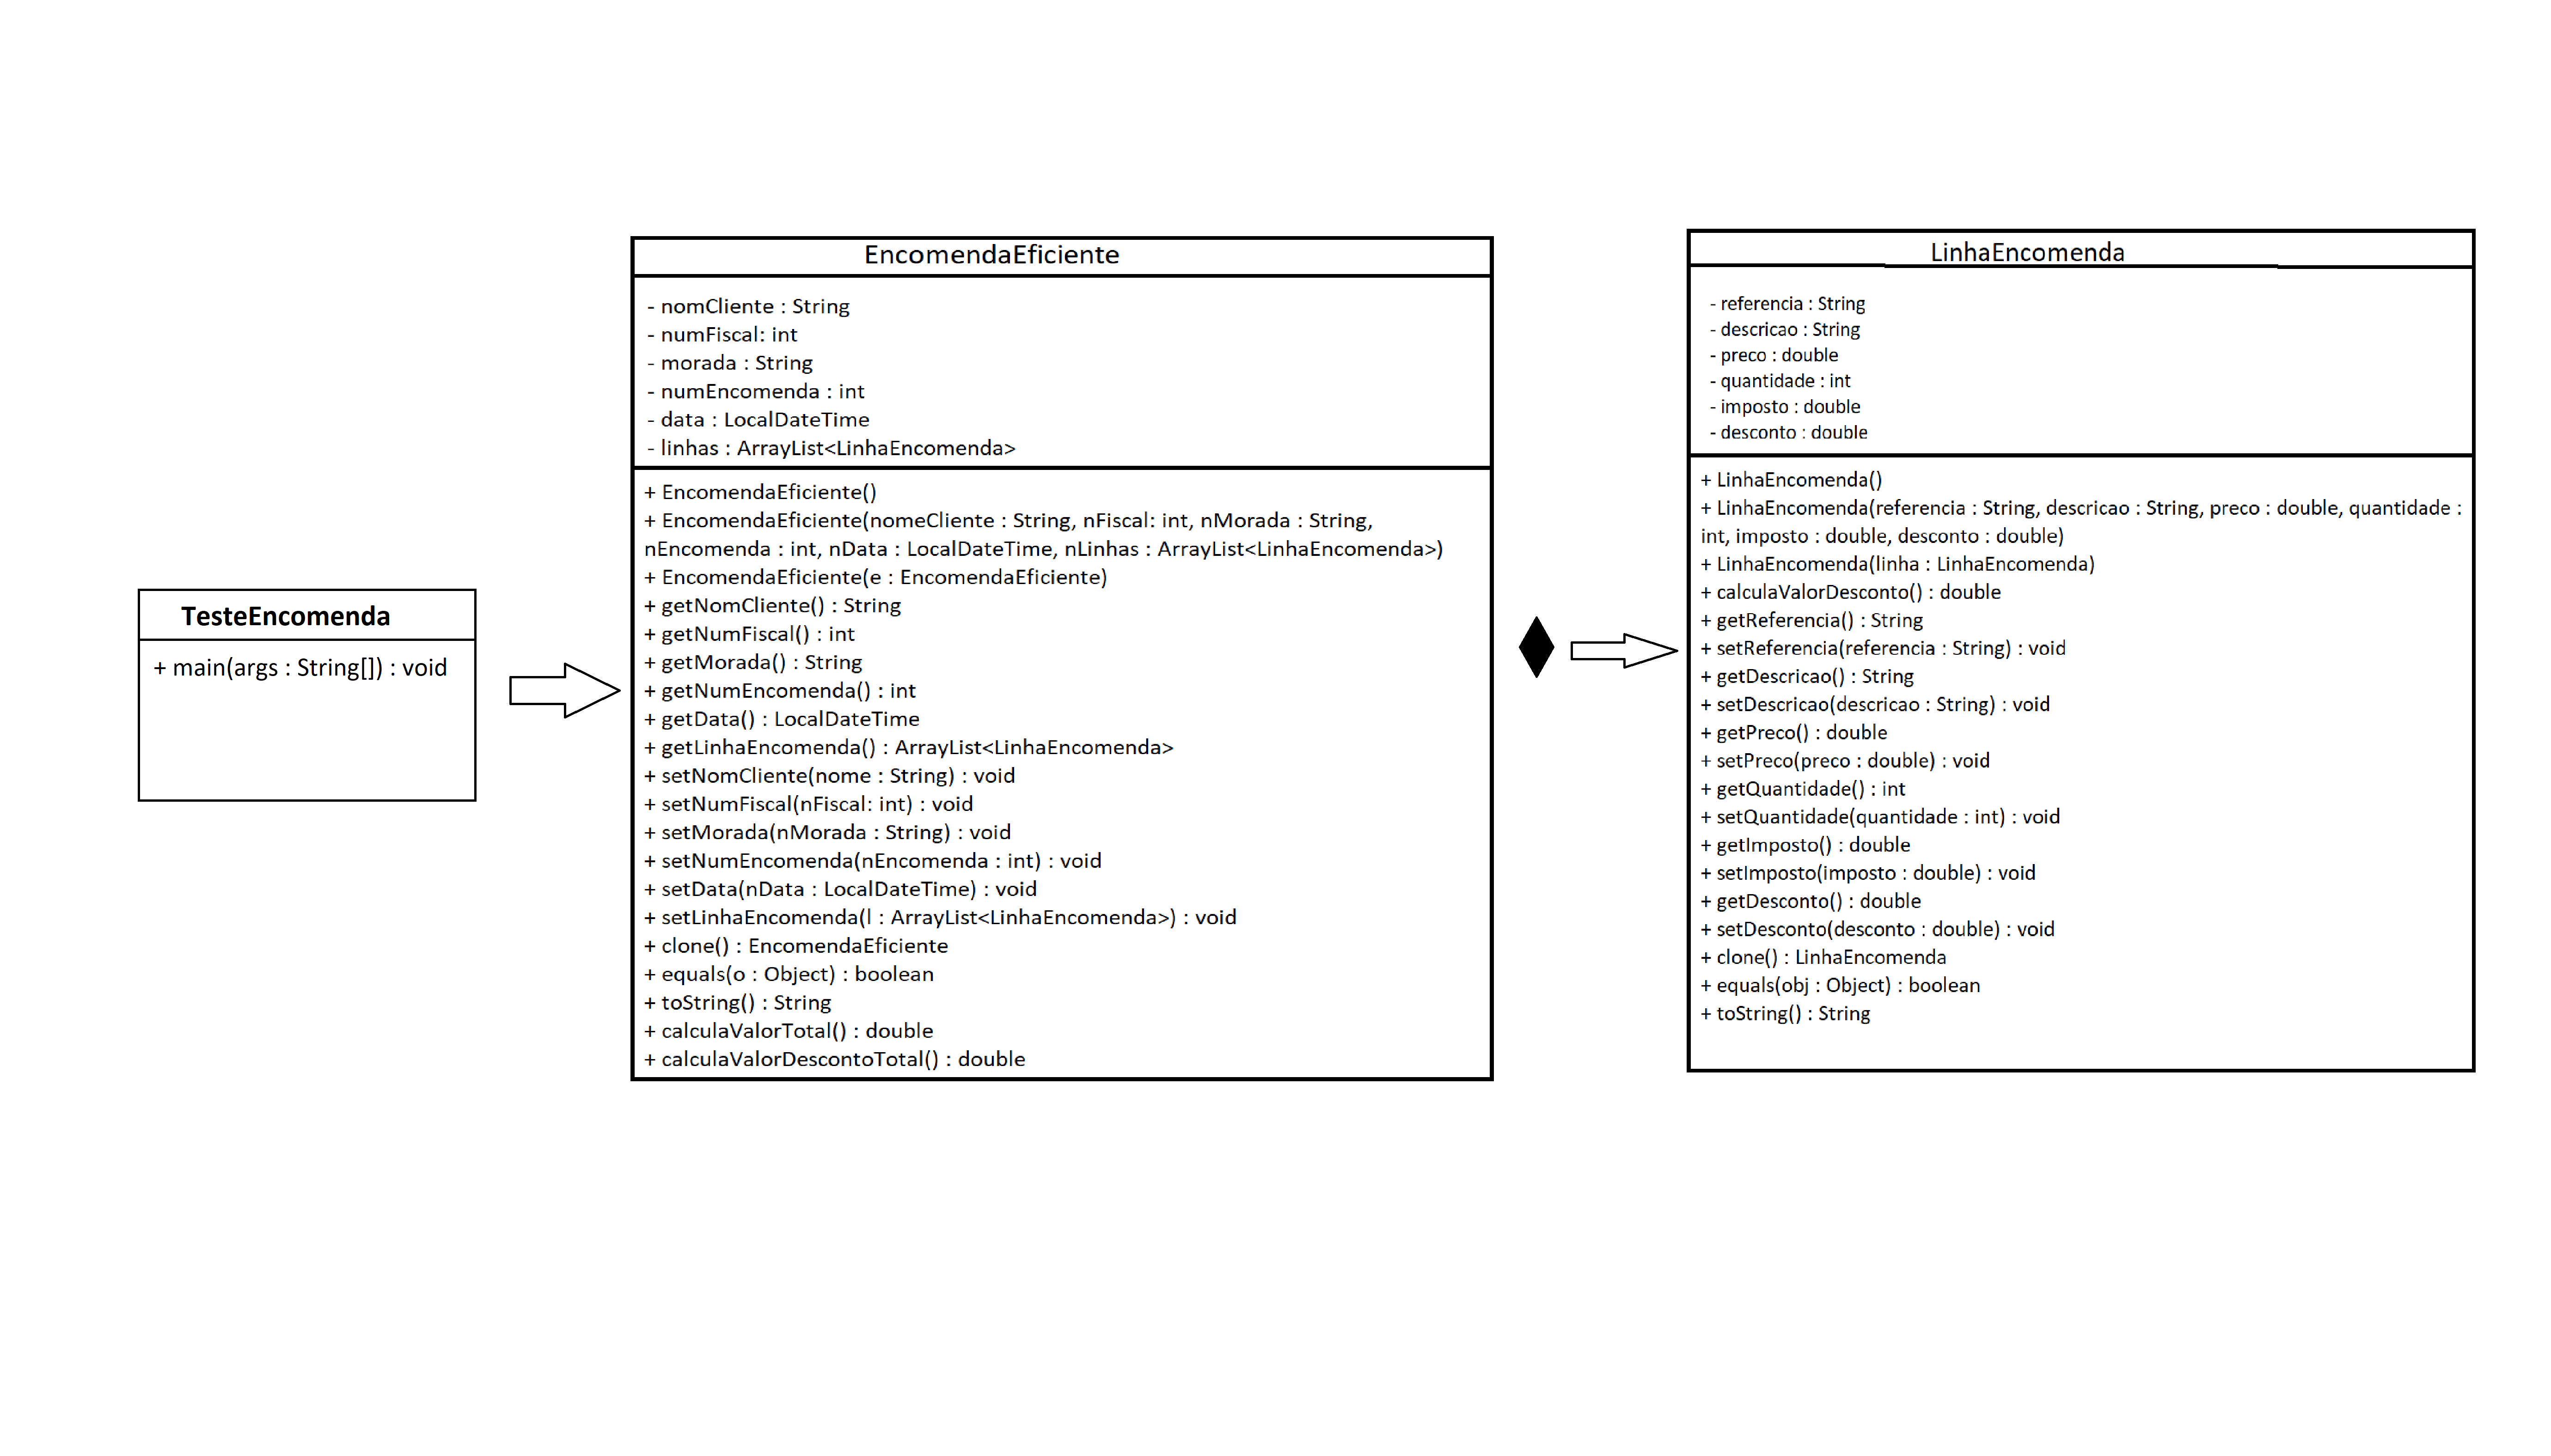 TesteEncomenda
+ main(args : String[]) : void
EncomendaEficiente
- nomCliente : String
- numFiscal: int
- morada : String
- numEncomenda : int
- data : LocalDateTime
- linhas : ArrayList<LinhaEncomenda>
+ EncomendaEficiente()
+ EncomendaEficiente(nomeCliente : String, nFiscal: int, nMorada : String,
nEncomenda : int, nData : LocalDateTime, nLinhas : ArrayList<LinhaEncomenda>)
+ EncomendaEficiente(e : EncomendaEficiente)
+ getNomCliente() : String
+ getNumFiscal() : int
+ getMorada() : String
+ getNumEncomenda() : int
+ getData() : LocalDateTime
+ getLinhaEncomenda() : ArrayList<LinhaEncomenda>
+ setNomCliente(nome : String) : void
+ setNumFiscal(nFiscal: int) : void
+ setMorada(nMorada : String) : void
+ setNumEncomenda(nEncomenda : int) : void
+ setData(nData : LocalDateTime) : void
+ setLinhaEncomenda(l : ArrayList<LinhaEncomenda>) : void
+ clone() : EncomendaEficiente
+ equals(o : Object) : boolean
+ toString() : String
+ calculaValorTotal() : double
+ calculaValorDescontoTotal() : double
LinhaEncomenda
- referencia : String
- descricao : String
- preco : double
- quantidade : int
- imposto : double
- desconto : double
+ LinhaEncomenda()
+ LinhaEncomenda(referencia : String, descricao : String, preco : double, quantidade :
int, imposto : double, desconto : double)
+ LinhaEncomenda(linha : LinhaEncomenda)
+ calculaValorDesconto() : double
+ getReferencia() : String
+ setReferencia(referencia : String) : void
+ getDescricao() : String
+ setDescricao(descricao : String) : void
+ getPreco() : double
+ setPreco(preco : double) : void
+ getQuantidade() : int
+ setQuantidade(quantidade : int) : void
+ getImposto() : double
+ setImposto(imposto : double) : void
+ getDesconto() : double
+ setDesconto(desconto : double) : void
+ clone() : LinhaEncomenda
+ equals(obj : Object) : boolean
+ toString() : String